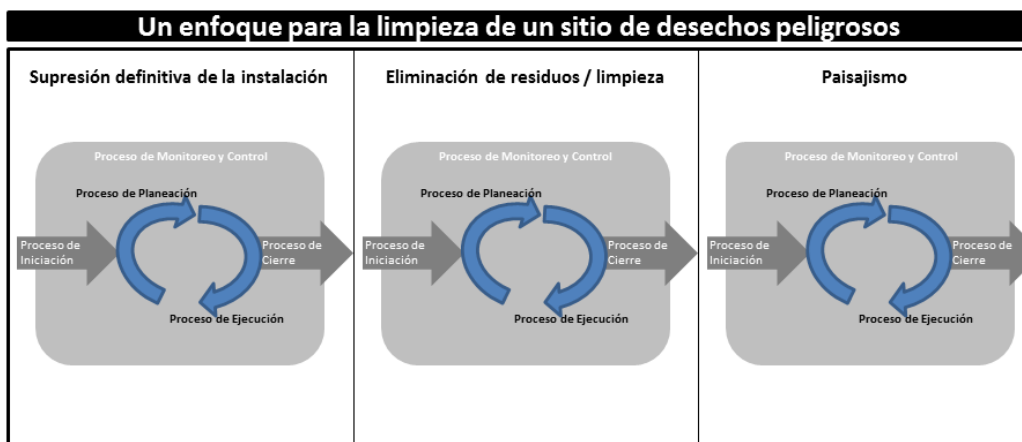 Un enfoque para la limpieza de un sitio de desechos peligrosos
Supresión definitiva de la instalación
Proceso de Monitoreo y Control
Proceso de Planeación
Proceso de
Iniciación
Proceso de
Cierre
Proceso de Ejecución
Eliminación de residuos / limpieza
Proceso de Monitoreo y Control
Proceso de Planeación
Proceso de
Iniciación
Proceso de
Cierre
Proceso de Ejecución
Paisajismo
Proceso de Monitoreo y Control
Proceso de Planeación
Proceso de
Iniciación
Proceso de
Cierre
Proceso de Ejecución